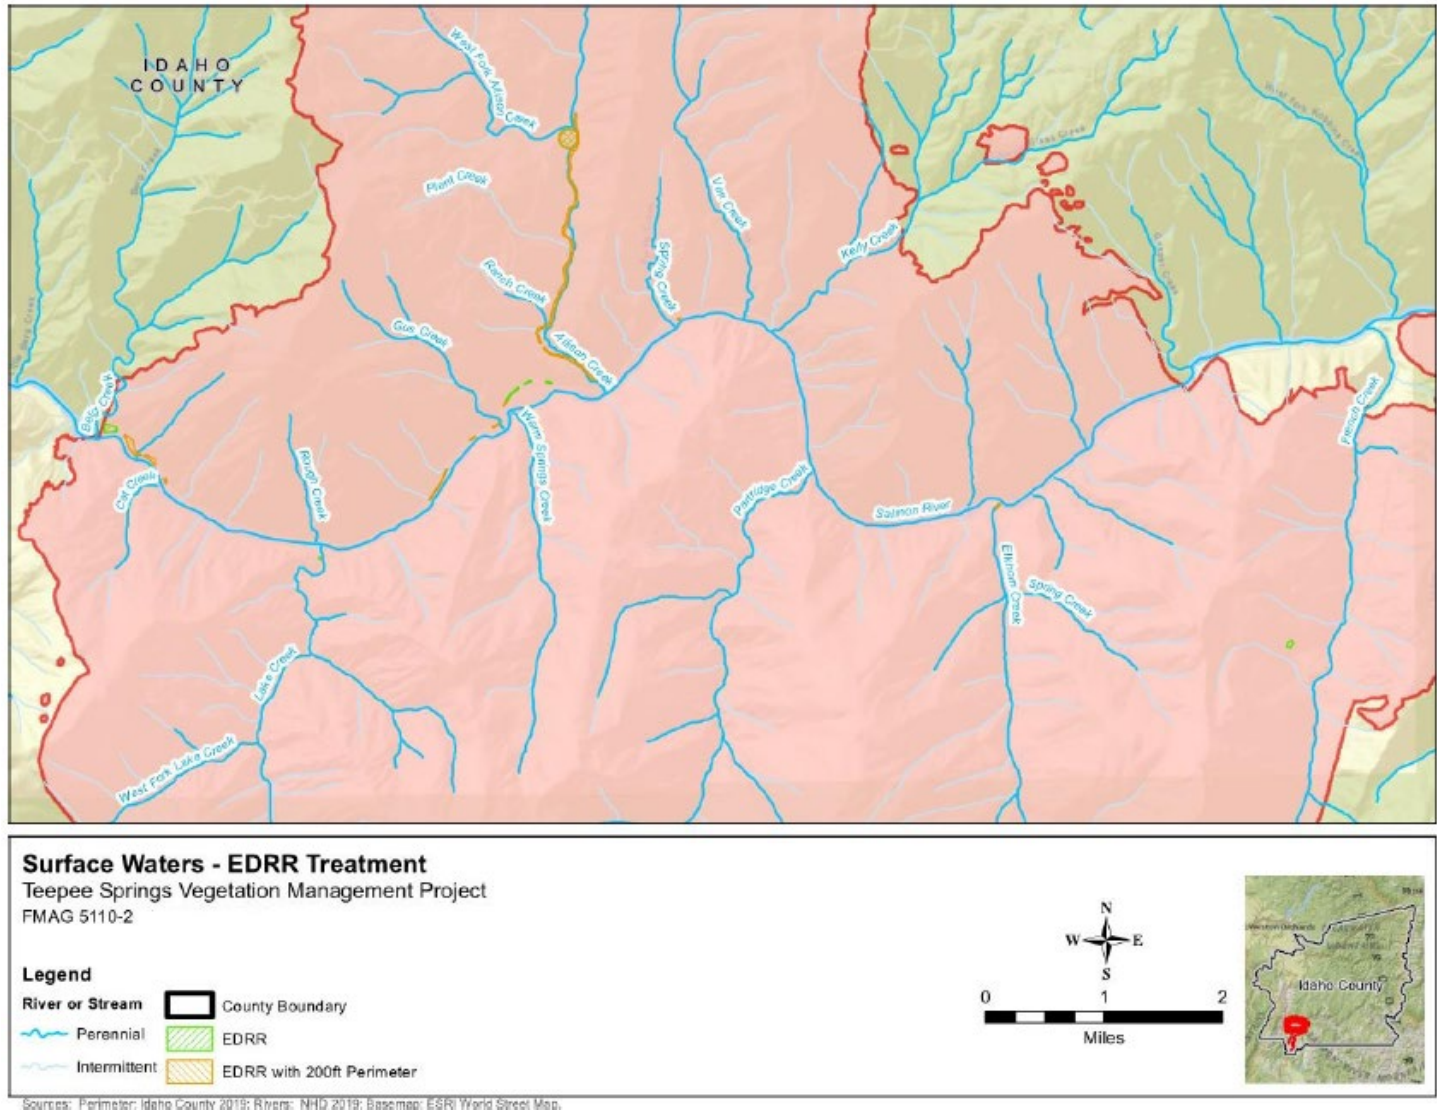 IDAHO
COUNTY
West Fork Allison Creek
Plant Creek
Van Creek
Spring Creek
Kelly Creek
Ranch Creek
Gus Creek
Allison Creek
French Creek
Warm Springs Creek
Rough Creek
Cat Creek
Partridge Creek
Salmon River
Elkhorn Creek
Spring Creek
Lake Creek
West Fork Lake Creek
Surface Waters - EDRR Treatment
Teepee Springs Vegetation Management Project
FMAG 5110-2
N
W E
S
Legend
River or Stream
Perennial
Intermittent
County Boundary
EDRR
EDRR with 200ft Perimeter
0 1 2
Miles
Idaho County
Sources: Perimeter: Idaho County 2019; Rivers: NHD 2019; Basemap: ESRI World Street Map.